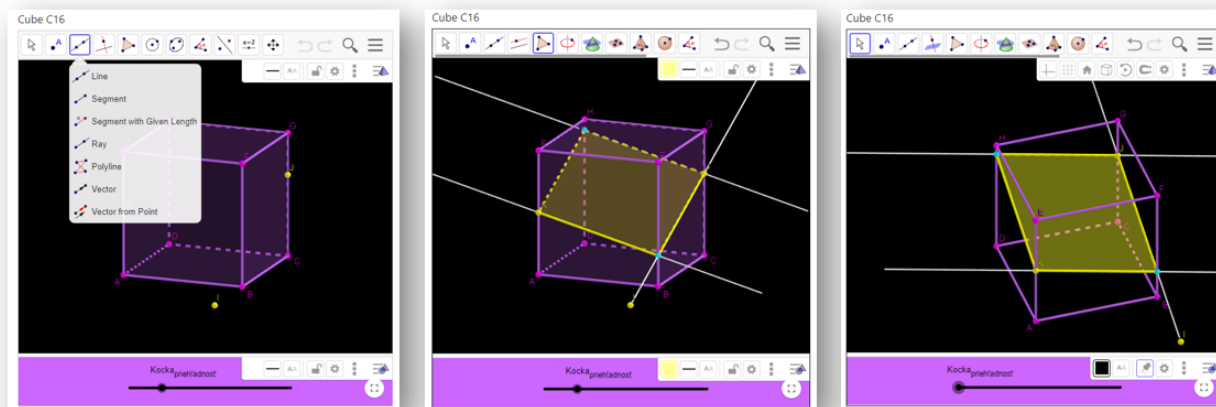 Cube C16
Line
Segment
Segment with Given Length
Ray
Polyline
Vector
Vector from Point
G
J
D
C
A
B
I
Kocka priehľadnosť
Cube C16
a=2
H
G
C
A
B
Kocka priehľadnosť
Cube C16
G
H
J
F
E
D
C
A
I
Kocka priehľadnosť